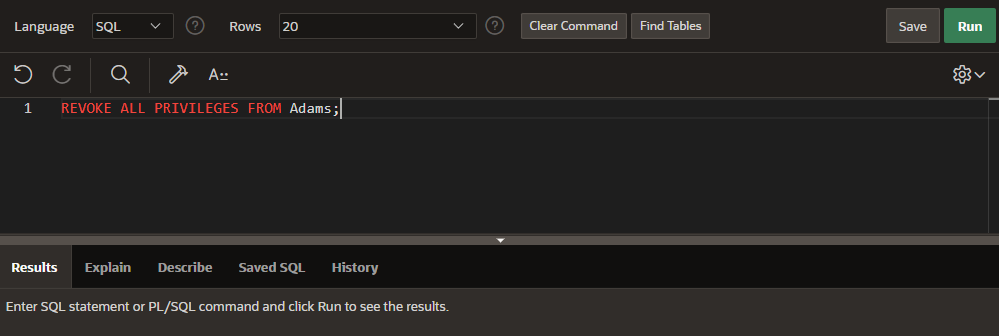 Language SQL ? Rows 20 ? Clear Command Find Tables Save Run
A::
1 REVOKE ALL PRIVILEGES FROM Adams;
Results Explain Describe Saved SQL History
Enter SQL statement or PL/SQL command and click Run to see the results.